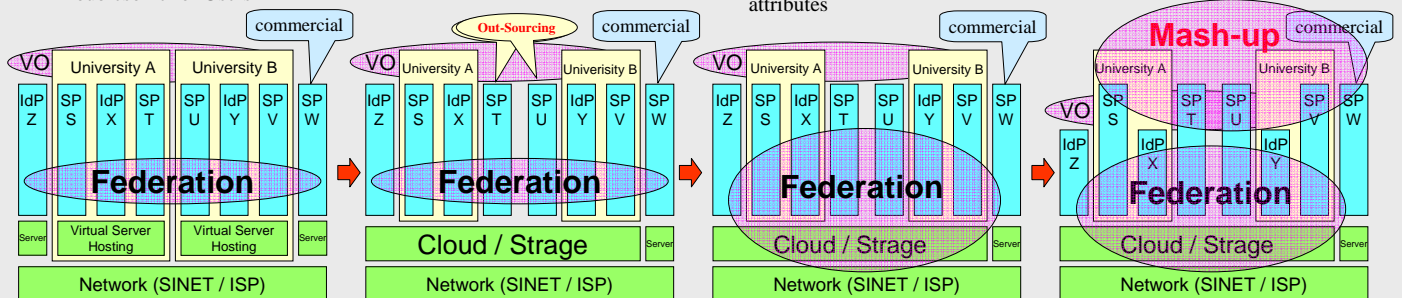 attributes
commercial
VO
University A
University B
IdP Z
SP S
IdP X
SP T
SP U
IdP Y
SP V
SP W
Federation
Server
Virtual Server Hosting
Virtual Server Hosting
Server
Network (SINET / ISP)
Out-Sourcing
commercial
VO
University A
Univerisity B
IdP Z
SP S
IdP X
SP T
SP U
IdP Y
SP V
SP W
Federation
Cloud / Strage
Server
Network (SINET / ISP)
commercial
VO
University A
University B
IdP Z
SP S
IdP X
SP T
SP U
IdP Y
SP V
SP W
Federation
Cloud / Strage
Server
Network (SINET / ISP)
Mash-up
commercial
University A
University B
VO
SP S
SP T
SP U
SP V
SP W
IdP Z
IdP X
IdP Y
Federation
Cloud / Strage
Server
Network (SINET / ISP)